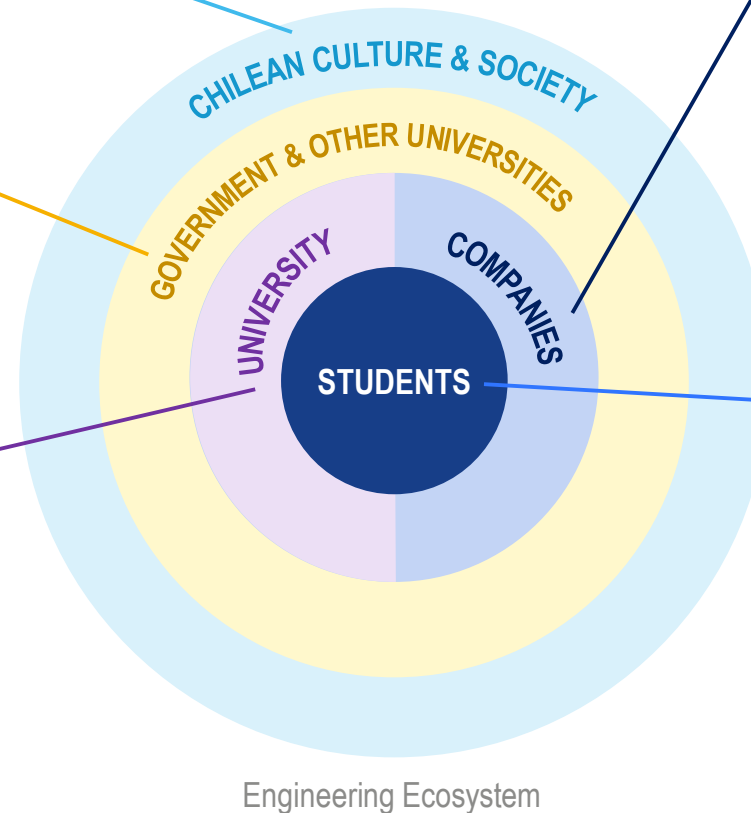 CHILEAN CULTURE & SOCIETY
GOVERNMENT & OTHER UNIVERSITIES
UNIVERSITY
COMPANIES
STUDENTS
Engineering Ecosystem